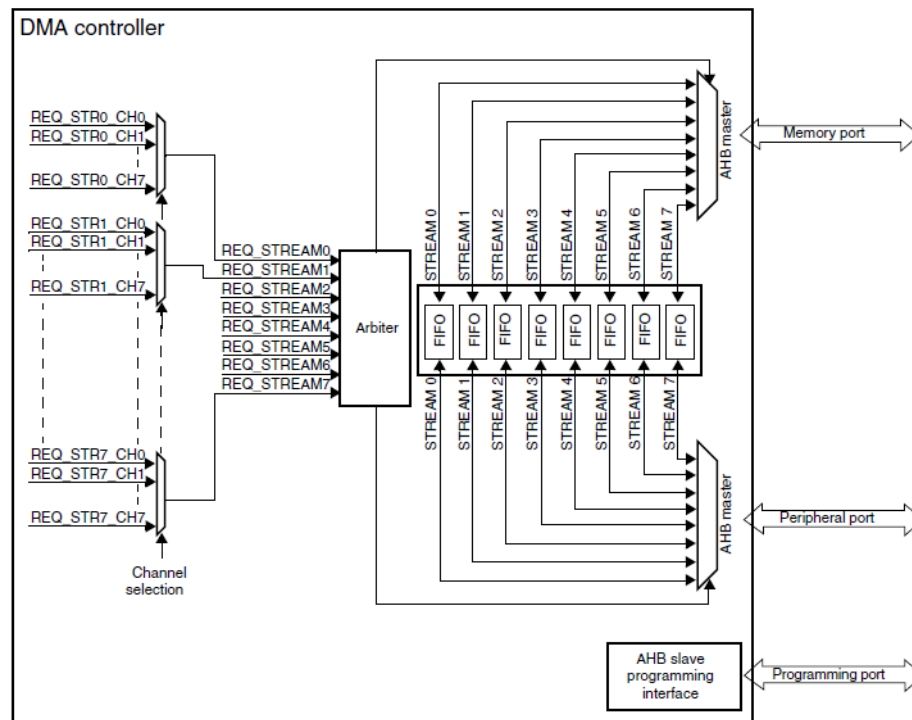 DMA controller
REQ_STR0_CH0
REQ_STR0_CH1
REQ_STR0_CH7
REQ_STR1_CH0
REQ_STR1_CH1
REQ_STR1_CH7
REQ_STR7_CH0
REQ_STR7_CH1
REQ_STR7_CH7
Channel
selection
REQ_STREAM0
REQ_STREAM1
REQ_STREAM2
REQ_STREAM3
REQ_STREAM4
REQ_STREAM5
REQ_STREAM6
REQ_STREAM7
Arbiter
STREAM 0
STREAM 1
STREAM 2
STREAM 3
STREAM 4
STREAM 5
STREAM 6
STREAM 7
FIFO
FIFO
FIFO
FIFO
FIFO
FIFO
FIFO
FIFO
STREAM 0
STREAM 1
STREAM 2
STREAM 3
STREAM 4
STREAM 5
STREAM 6
STREAM 7
AHB master
Memory port
AHB master
Peripheral port
AHB slave
programming
interface
Programming port